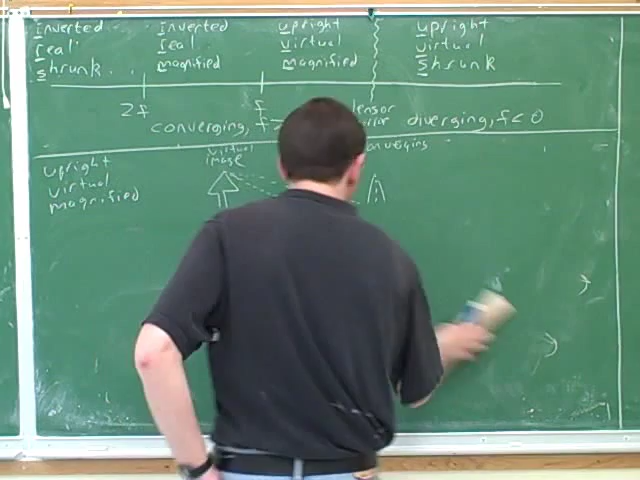 Inverted Inverted upright upright
real real virtual virtual
shrunk magnified magnified shrunk
2f f lens or
converging, f diverging, f < 0
upright virtual
virtual image
magnified